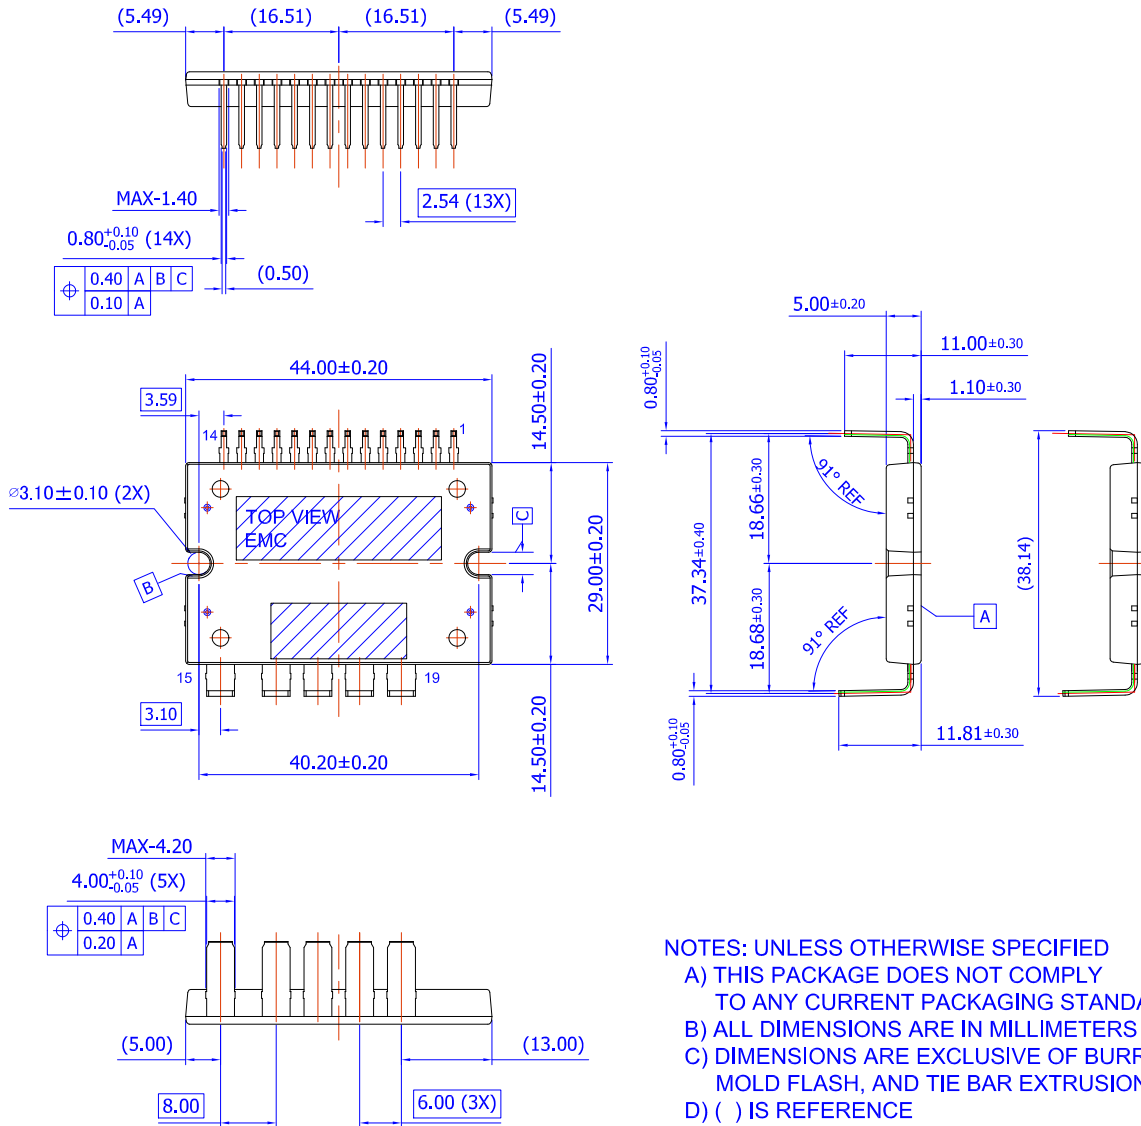 (5.49) (16.51) (16.51) (5.49)
MAX-1.40
2.54 (13X)
0.80+0.10 -0.05 (14X)
⌖ 0.40 A B C
0.10 A
(0.50)
44.00±0.20
3.59
14.50±0.20
14 1
⌀3.10±0.10 (2X)
TOP VIEW
EMC
C
B
29.00±0.20
15 19
3.10
40.20±0.20
14.50±0.20
5.00±0.20
11.00±0.30
1.10±0.30
0.80+0.10 -0.05
91° REF
18.66±0.30
37.34±0.40
18.68±0.30
91° REF
A
(38.14)
0.80+0.10 -0.05
11.81±0.30
MAX-4.20
4.00+0.10 -0.05 (5X)
⌖ 0.40 A B C
0.20 A
(5.00) (13.00)
8.00 6.00 (3X)
NOTES: UNLESS OTHERWISE SPECIFIED
A) THIS PACKAGE DOES NOT COMPLY
TO ANY CURRENT PACKAGING STANDA
B) ALL DIMENSIONS ARE IN MILLIMETERS
C) DIMENSIONS ARE EXCLUSIVE OF BURR
MOLD FLASH, AND TIE BAR EXTRUSION
D) ( ) IS REFERENCE